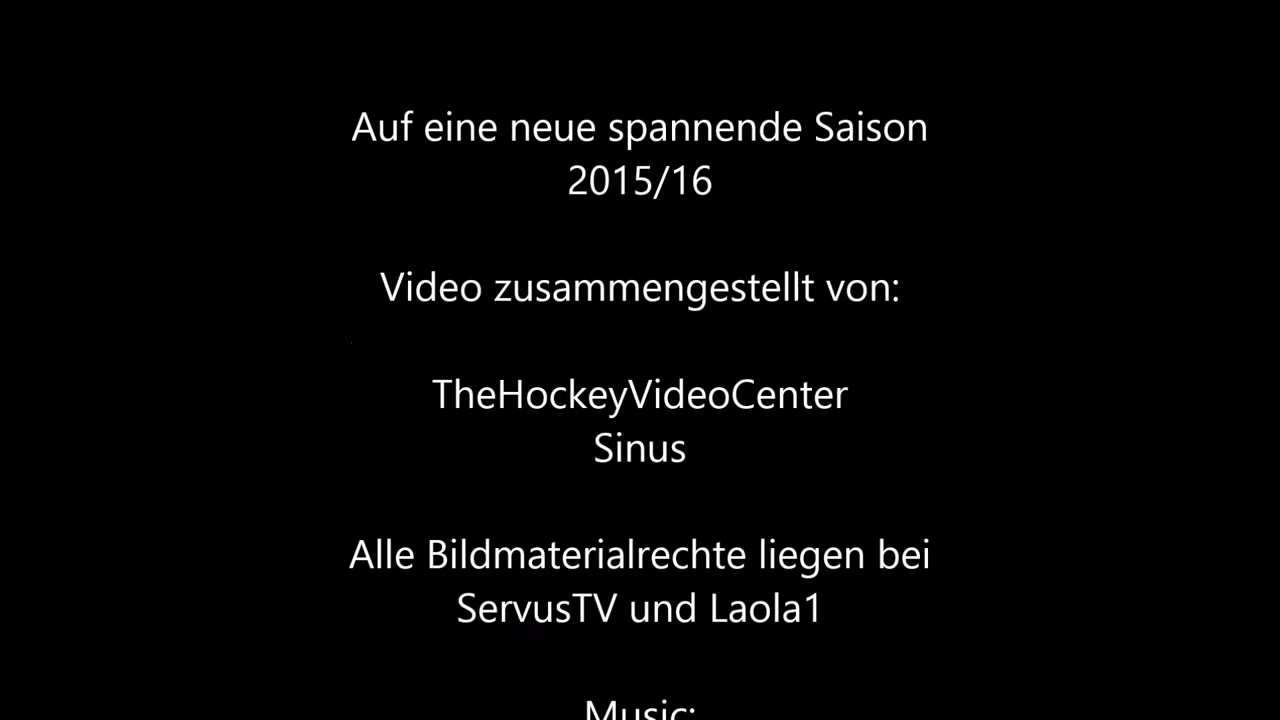 Auf eine neue spannende Saison
2015/16
Video zusammengestellt von:
TheHockeyVideoCenter
Sinus
Alle Bildmaterialrechte liegen bei
ServusTV und Laola1
Music: